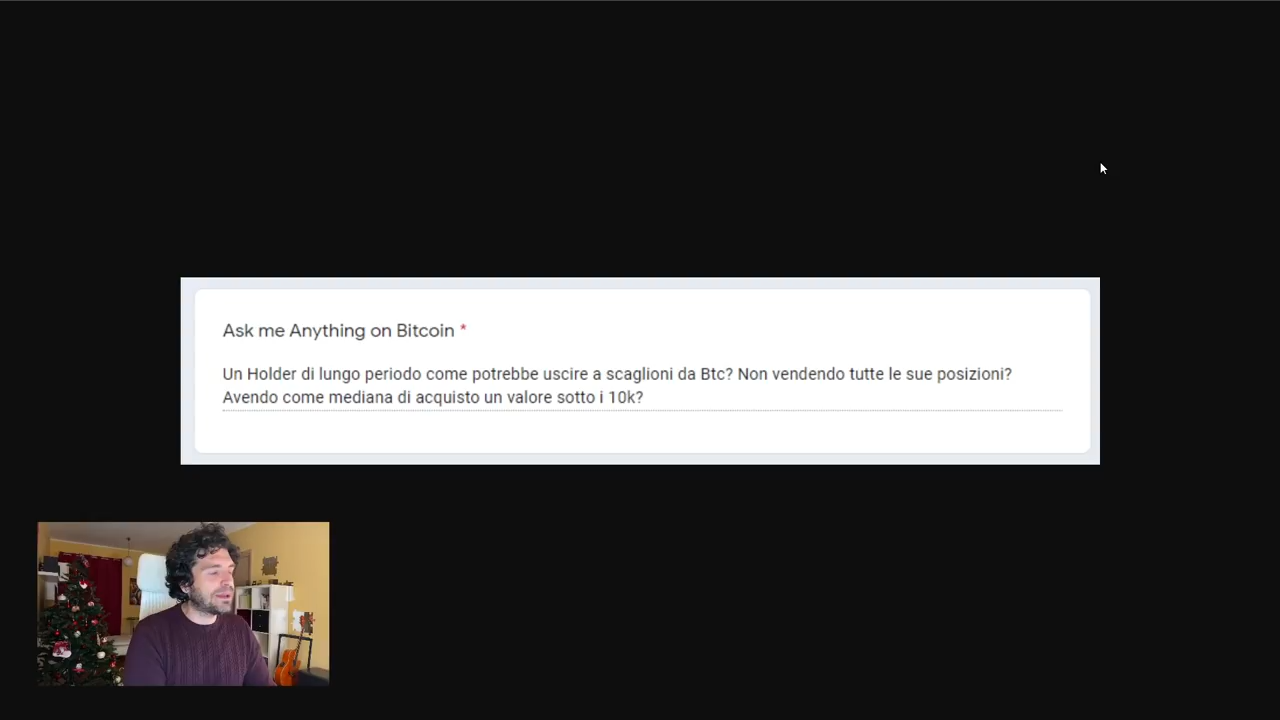 Ask me Anything on Bitcoin *
Un Holder di lungo periodo come potrebbe uscire a scaglioni da Btc? Non vendendo tutte le sue posizioni?
Avendo come mediana di acquisto un valore sotto i 10k?